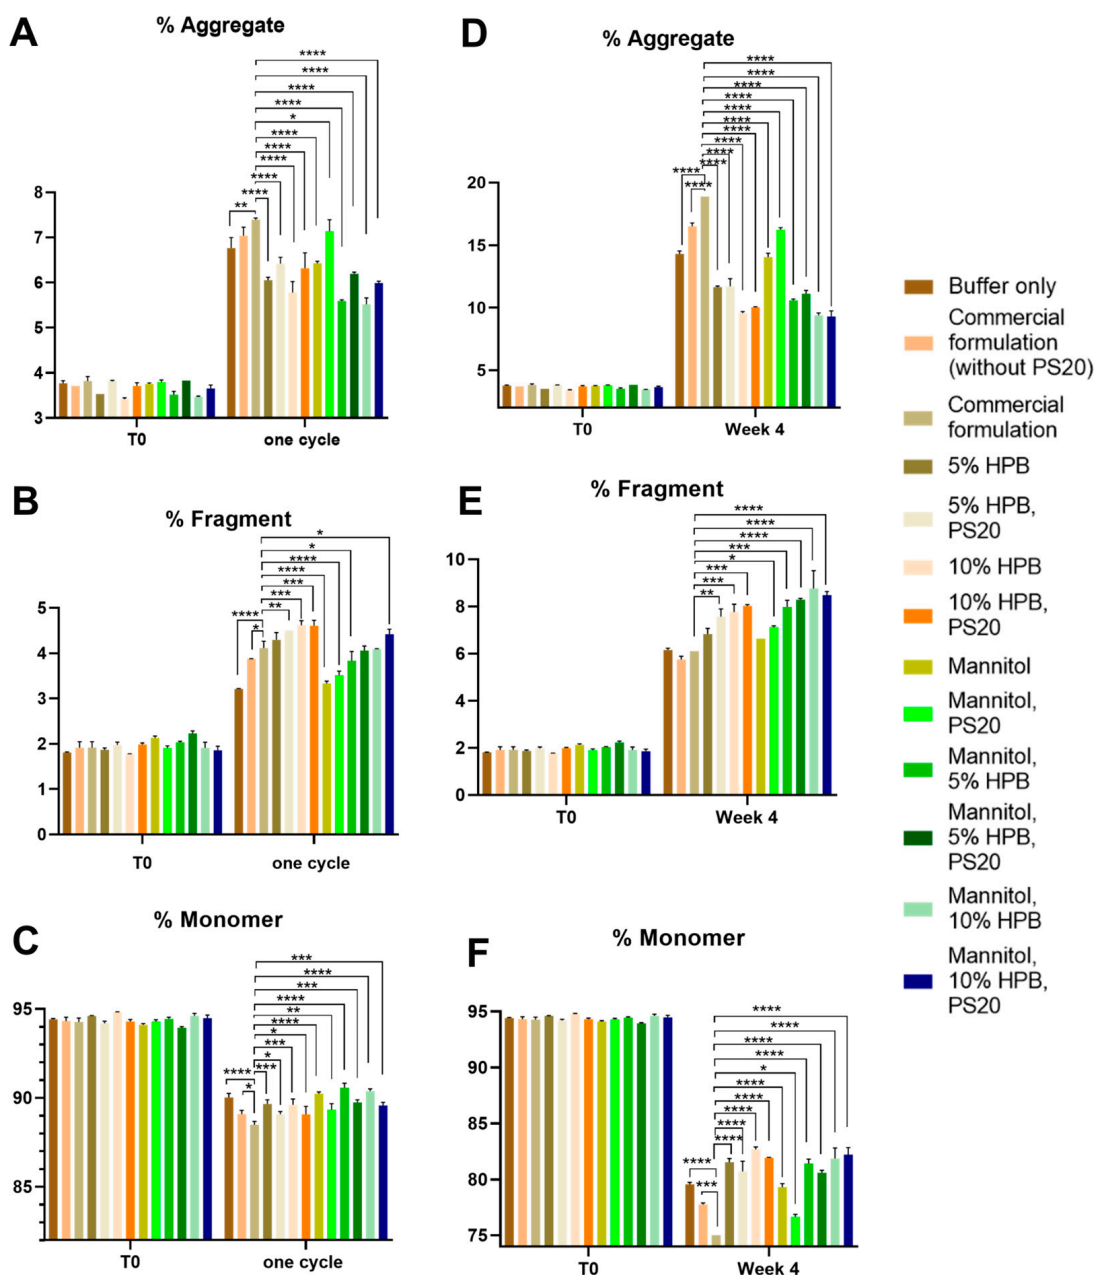 A
% Aggregate
****
****
****
****
*
****
****
****
****
****
**
8
7
6
5
4
3
T0
one cycle
B
% Fragment
*
*
****
****
***
***
**
****
*
5
4
3
2
1
0
T0
one cycle
C
% Monomer
***
****
***
****
**
****
*
***
*
***
****
*
95
90
85
T0
one cycle
D
% Aggregate
****
****
****
****
****
****
****
****
****
****
****
****
20
15
10
5
T0
Week 4
E
% Fragment
****
****
****
***
*
***
***
**
10
8
6
4
2
0
T0
Week 4
F
% Monomer
****
****
****
****
*
****
****
****
****
****
****
***
95
90
85
80
75
T0
Week 4
Buffer only
Commercial
formulation
(without PS20)
Commercial
formulation
5% HPB
5% HPB,
PS20
10% HPB
10% HPB,
PS20
Mannitol
Mannitol,
PS20
Mannitol,
5% HPB
Mannitol,
5% HPB,
PS20
Mannitol,
10% HPB
Mannitol,
10% HPB,
PS20